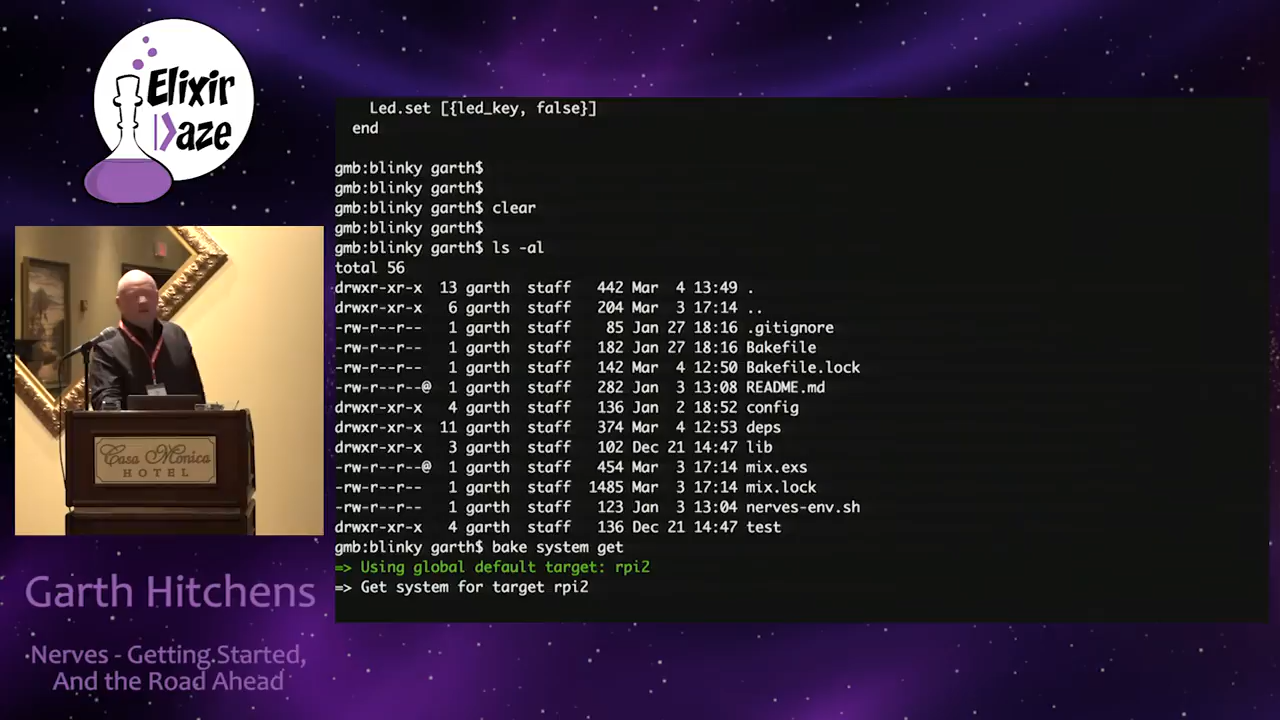 Elixir
Daze
Led.set [{led_key, false}]
end
gmb:blinky garth$
gmb:blinky garth$
gmb:blinky garth$ clear
gmb:blinky garth$
gmb:blinky garth$ ls -al
total 56
drwxr-xr-x 13 garth staff 442 Mar 4 13:49 .
drwxr-xr-x 6 garth staff 204 Mar 3 17:14 ..
-rw-r--r-- 1 garth staff 85 Jan 27 18:16 .gitignore
-rw-r--r-- 1 garth staff 182 Jan 27 18:16 Bakefile
-rw-r--r-- 1 garth staff 142 Mar 4 12:50 Bakefile.lock
-rw-r--r--@ 1 garth staff 282 Jan 3 13:08 README.md
drwxr-xr-x 4 garth staff 136 Jan 2 18:52 config
drwxr-xr-x 11 garth staff 374 Mar 4 12:53 deps
drwxr-xr-x 3 garth staff 102 Dec 21 14:47 lib
-rw-r--r--@ 1 garth staff 454 Mar 3 17:14 mix.exs
-rw-r--r-- 1 garth staff 1485 Mar 3 17:14 mix.lock
-rw-r--r-- 1 garth staff 123 Jan 3 13:04 nerves-env.sh
drwxr-xr-x 4 garth staff 136 Dec 21 14:47 test
gmb:blinky garth$ bake system get
=> Using global default target: rpi2
=> Get system for target rpi2
Casa Monica
HOTEL
Garth Hitchens
Nerves - Getting Started,
And the Road Ahead